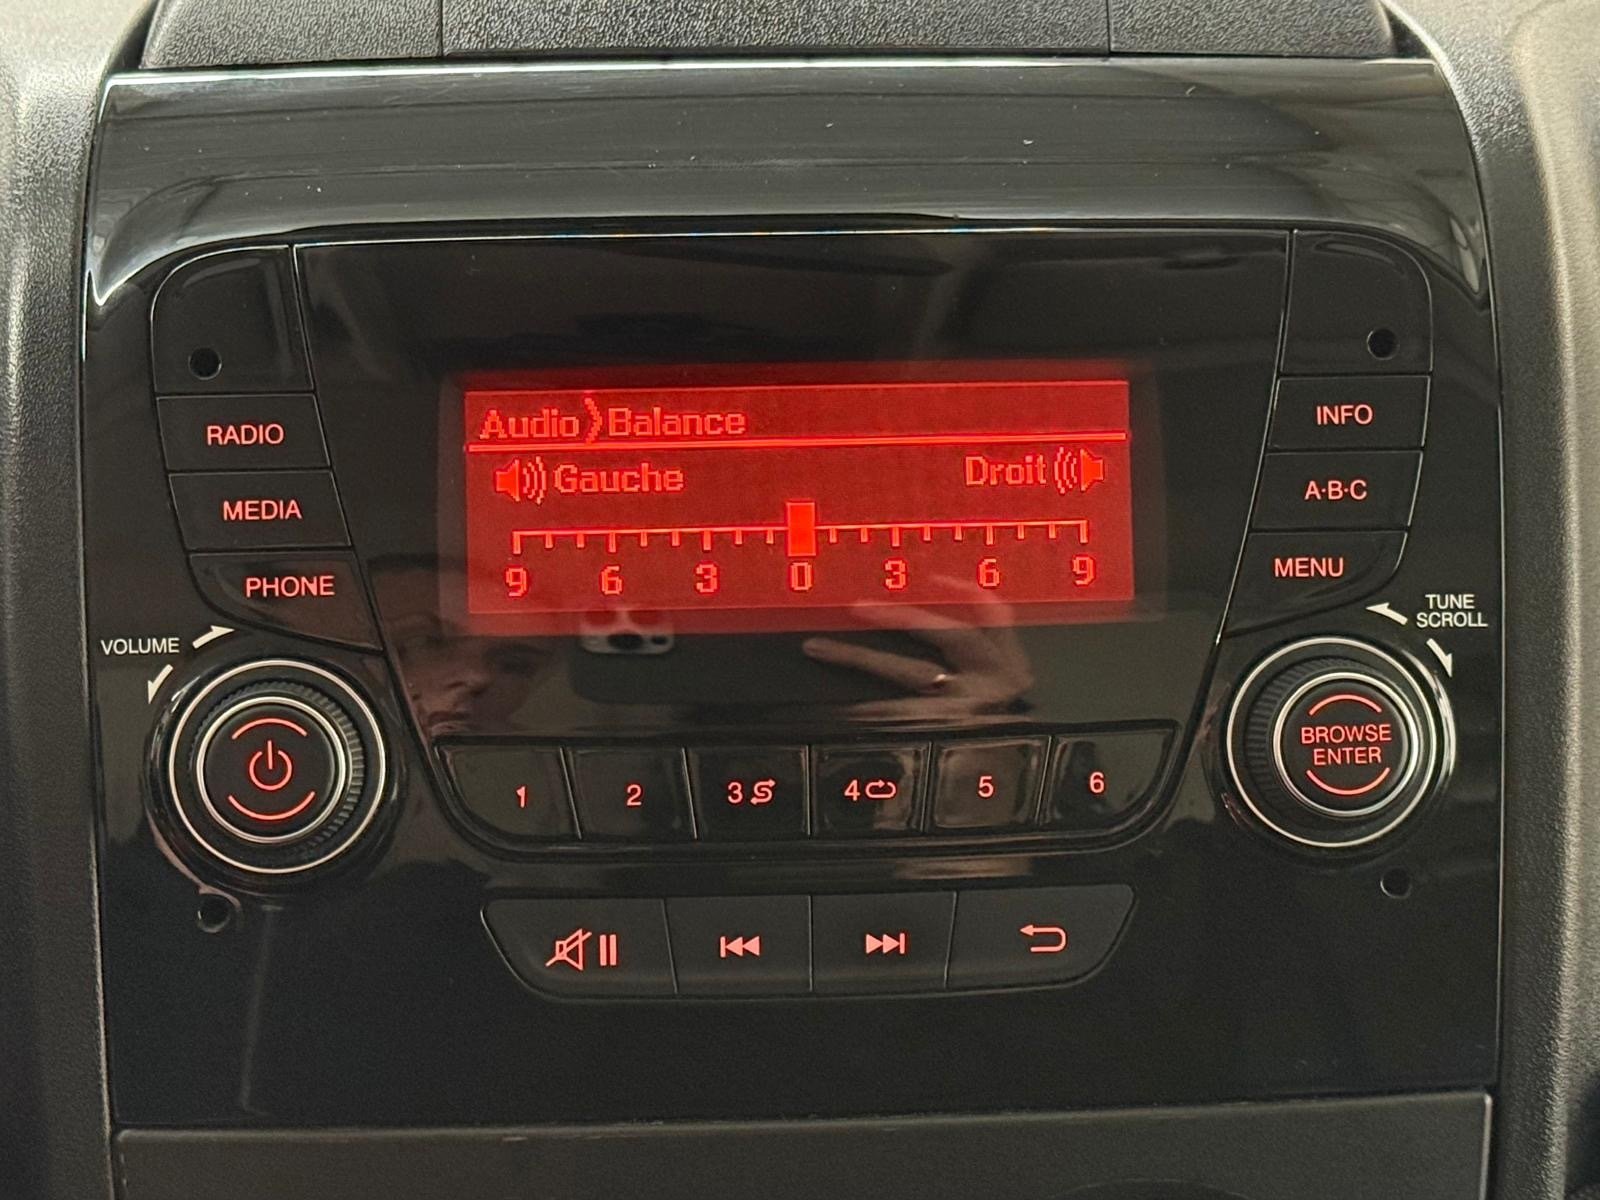 Audio Balance
Gauche Droit
9 6 3 0 3 6 9
RADIO
MEDIA
PHONE
VOLUME
INFO
A·B·C
MENU
TUNE
SCROLL
BROWSE
ENTER
1 2 3 4 5 6